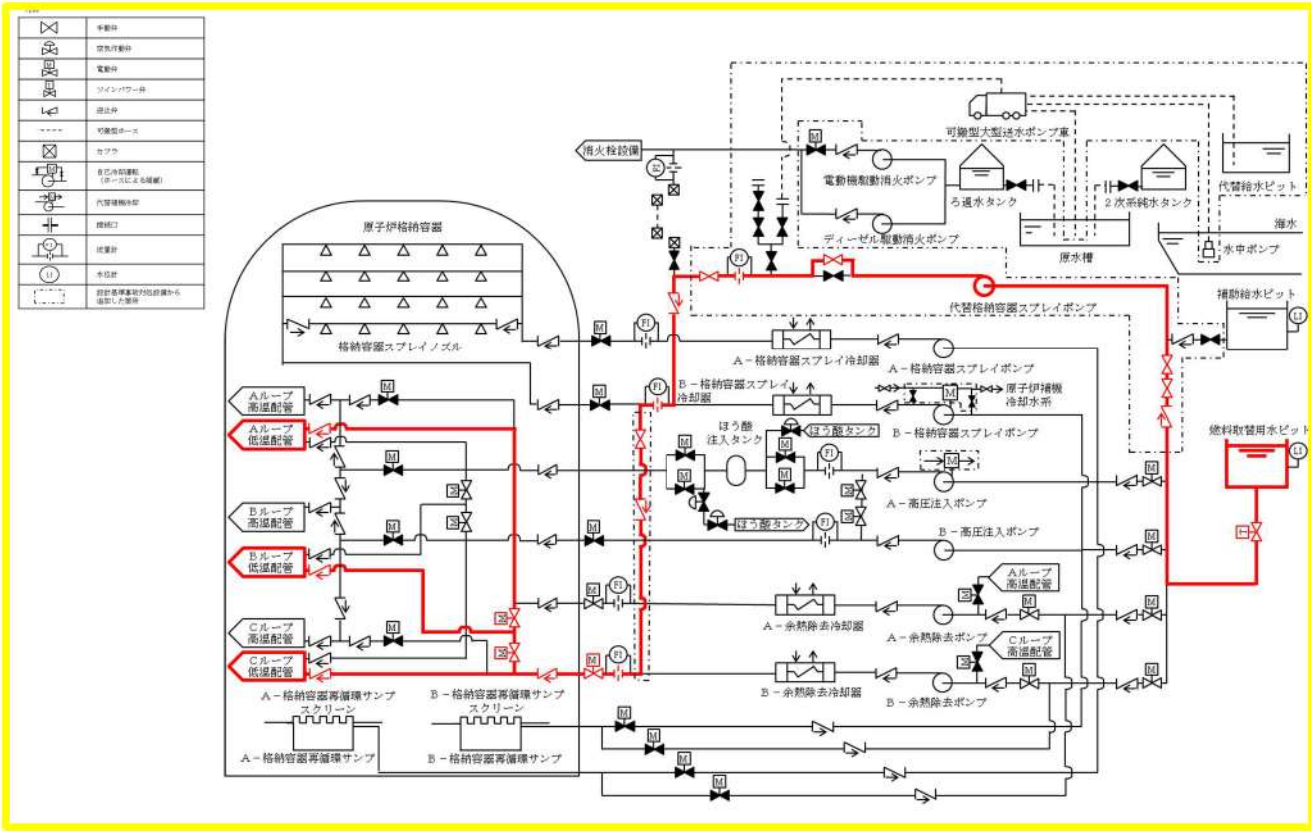 手動弁
空気作動弁
M
電動弁
T
ツインパワー弁
逆止弁
可搬型ホース
カプラ
M
自己冷却運転
(ホースによる接続)
M
代替補機冷却
接続口
FI
流量計
LI
水位計
設計基準事故対処設備から
追加した箇所
可搬型大型送水ポンプ車
消火栓設備
M
FI
電動機駆動消火ポンプ
ろ過水タンク
2次系純水タンク
代替給水ピット
海水
ディーゼル駆動消火ポンプ
原水槽
水中ポンプ
原子炉格納容器
FI
代替格納容器スプレイポンプ
補助給水ピット
LI
格納容器スプレイノズル
M
FI
A-格納容器スプレイ冷却器
A-格納容器スプレイポンプ
B-格納容器スプレイ
冷却器
M
原子炉補機
冷却水系
M
FI
B-格納容器スプレイポンプ
Aループ
高温配管
M
Aループ
低温配管
ほう酸
注入タンク
ほう酸タンク
燃料取替用水ピット
LI
M
M
M
FI
M
M
A-高圧注入ポンプ
M
M
M
Bループ
高温配管
M
M
M
ほう酸タンク
FI
M
B-高圧注入ポンプ
M
T
Bループ
低温配管
M
FI
Aループ
高温配管
M
M
M
Cループ
高温配管
M
M
A-余熱除去冷却器
A-余熱除去ポンプ
Cループ
高温配管
Cループ
低温配管
M
M
FI
M
M
M
B-余熱除去冷却器
B-余熱除去ポンプ
A-格納容器再循環サンプ
スクリーン
B-格納容器再循環サンプ
スクリーン
M
A-格納容器再循環サンプ
B-格納容器再循環サンプ
M
M
M